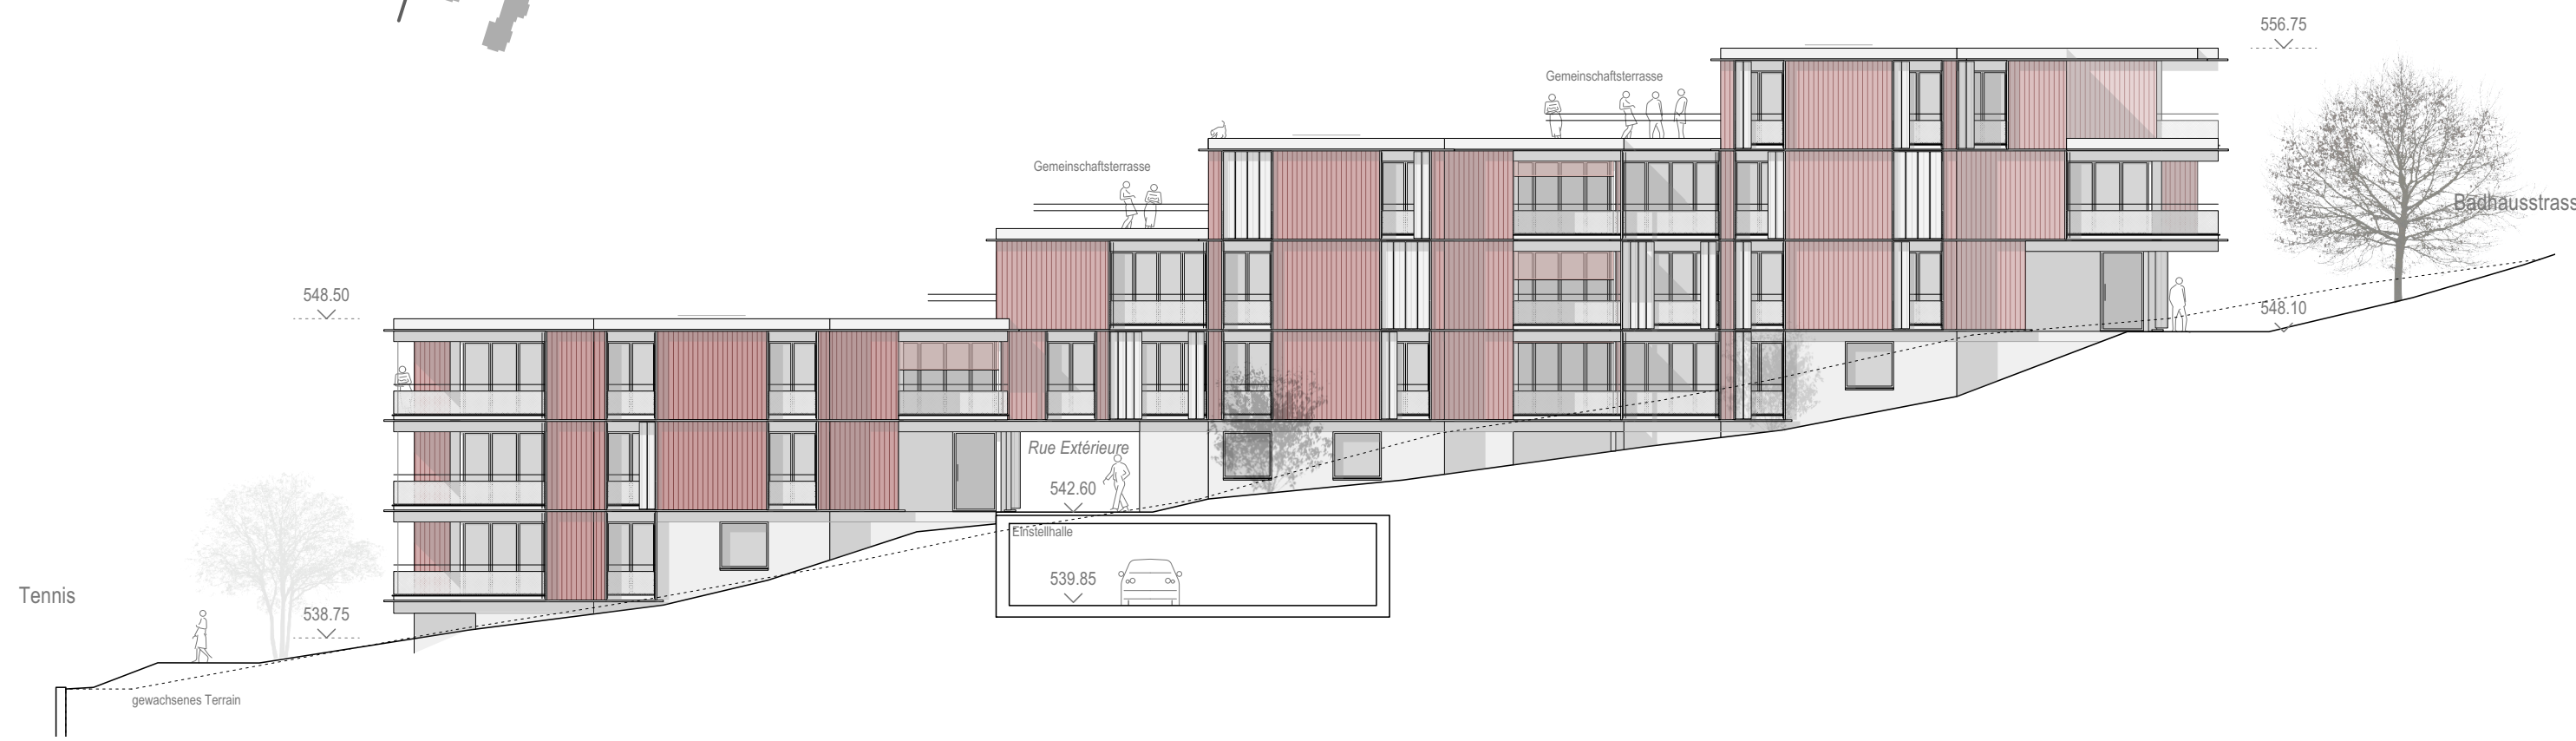 556.75
Gemeinschaftsterrasse
Gemeinschaftsterrasse
Badhausstrass
548.50
548.10
Rue Extérieure
542.60
Einstellhalle
539.85
Tennis
538.75
gewachsenes Terrain